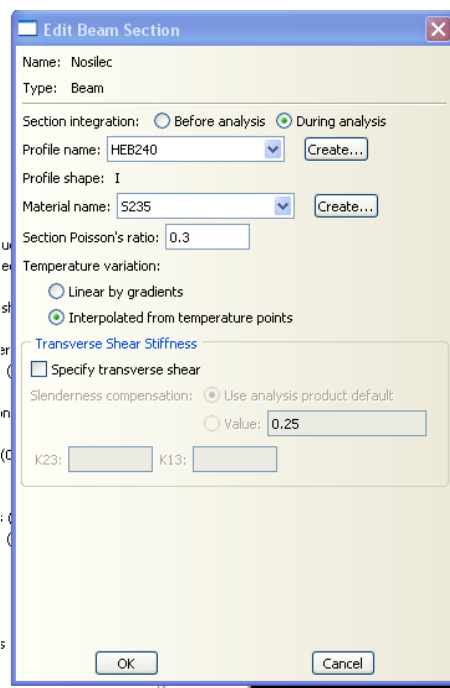 Edit Beam Section
Name: Nosilec
Type: Beam
Section integration: Before analysis During analysis
Profile name: HEB240 Create...
Profile shape: I
Material name: S235 Create...
Section Poisson's ratio: 0.3
Temperature variation:
Linear by gradients
Interpolated from temperature points
Transverse Shear Stiffness
Specify transverse shear
Slenderness compensation: Use analysis product default
Value: 0.25
K23: K13:
OK Cancel